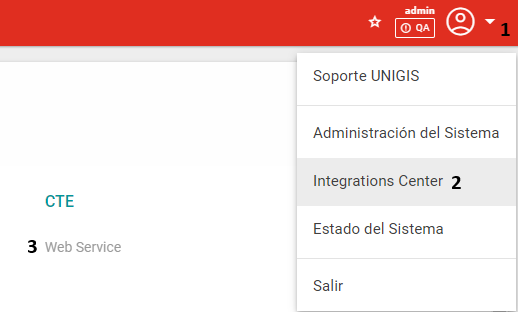 admin
QA
1
Soporte UNIGIS
Administración del Sistema
Integrations Center 2
CTE
Estado del Sistema
3 Web Service
Salir